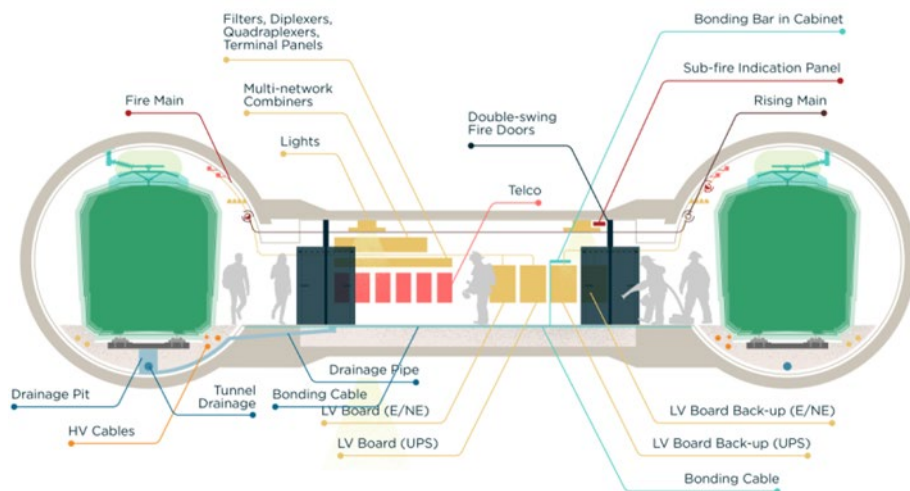 Filters, Diplexers,
Quadraplexers,
Terminal Panels
Bonding Bar in Cabinet
Sub-fire Indication Panel
Multi-network
Combiners
Fire Main
Double-swing
Fire Doors
Rising Main
Lights
Telco
Drainage Pit
Tunnel
Drainage
Drainage Pipe
Bonding Cable
HV Cables
LV Board (E/NE)
LV Board (UPS)
LV Board Back-up (E/NE)
LV Board Back-up (UPS)
Bonding Cable